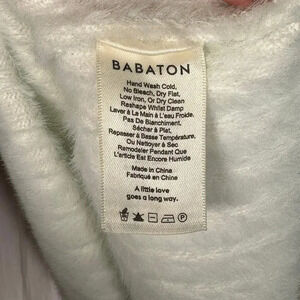 BABATON
Hand Wash Cold,
No Bleach, Dry Flat,
Low Iron, Or Dry Clean
Reshape Whilst Damp
Laver À La Main À L'eau Froide,
Pas De Blanchiment,
Sécher À Plat,
Repasser À Basse Température,
Ou Nettoyer À Sec
Remodeler Pendant Que
L'article Est Encore Humide
Made in China
Fabriqué en Chine
A little love
goes a long way.
P